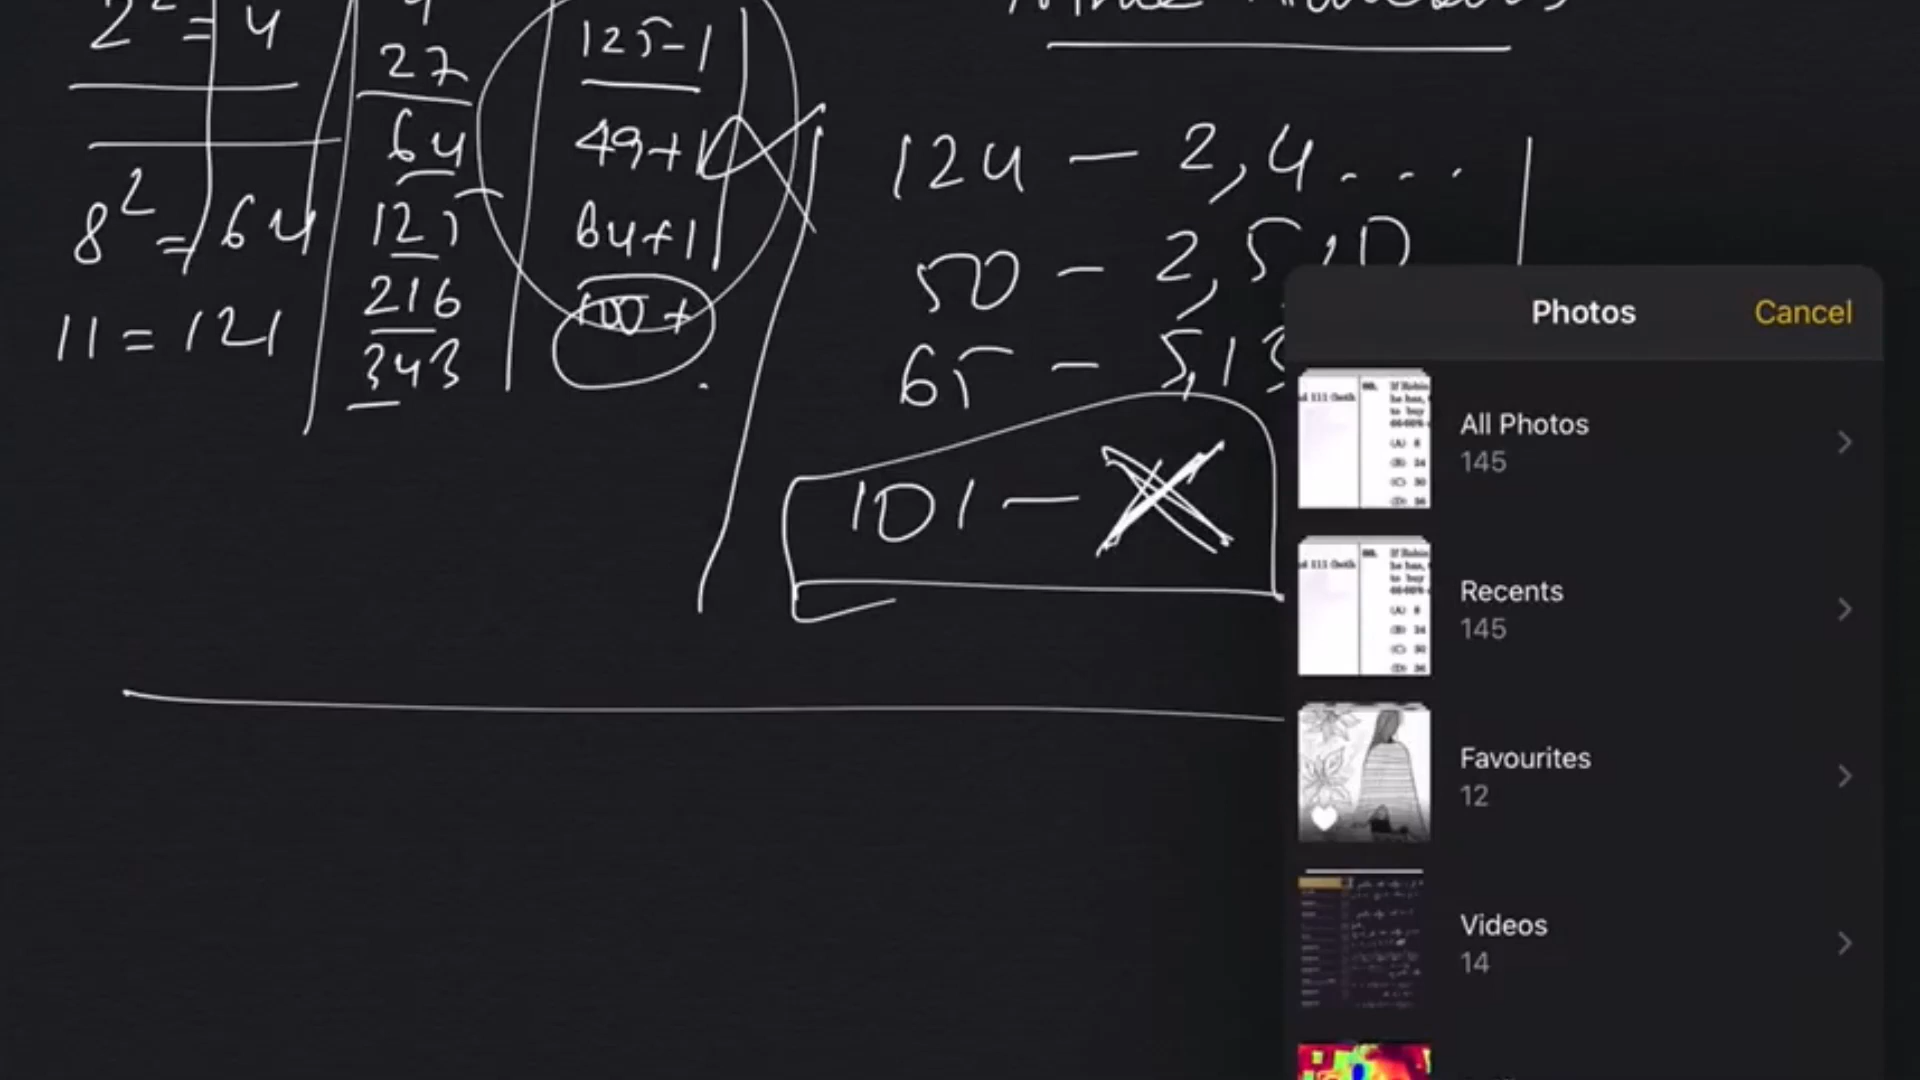 2² = 4
27
64
125
216
343
8² = 64
11 = 121
125-1
49+1
64+1
100+
124 - 2,4....
50 - 2,5,10
65 - 5,13
101 -
Photos
Cancel
All Photos
145
Recents
145
Favourites
12
Videos
14